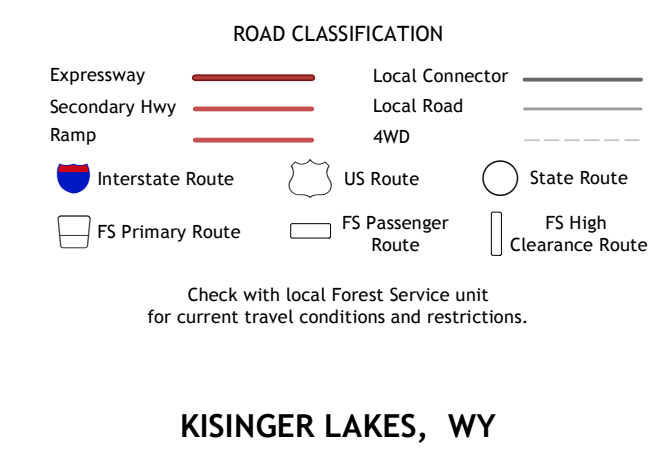 ROAD CLASSIFICATION
Expressway
Local Connector
Secondary Hwy
Local Road
Ramp
4WD
Interstate Route
US Route
State Route
FS Primary Route
FS Passenger
Route
FS High
Clearance Route
Check with local Forest Service unit
for current travel conditions and restrictions.
KISINGER LAKES, WY